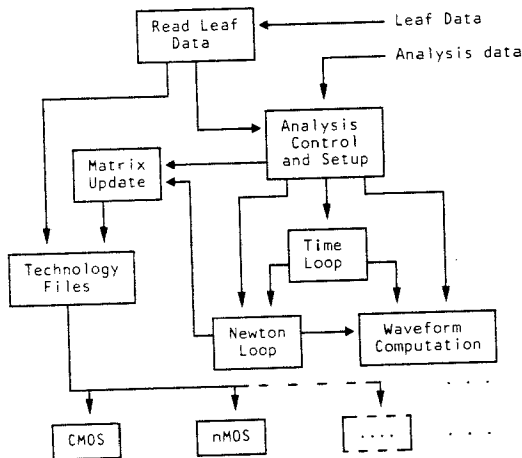 Read Leaf
Data
Leaf Data
Analysis data
Analysis
Control
and Setup
Matrix
Update
Time
Loop
Technology
Files
Newton
Loop
Waveform
Computation
CMOS
nMOS
....
. . .
. . .